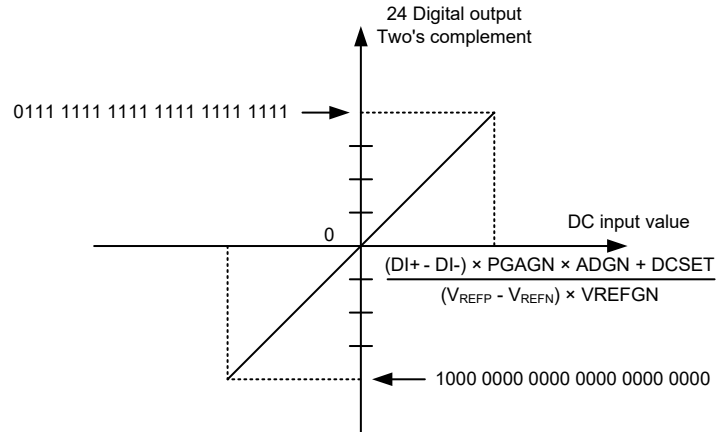 24 Digital output
Two's complement
0111 1111 1111 1111 1111 1111
0
DC input value
(DI+ - DI-) × PGAGN × ADGN + DCSET
(VREFP - VREFN) × VREFGN
1000 0000 0000 0000 0000 0000